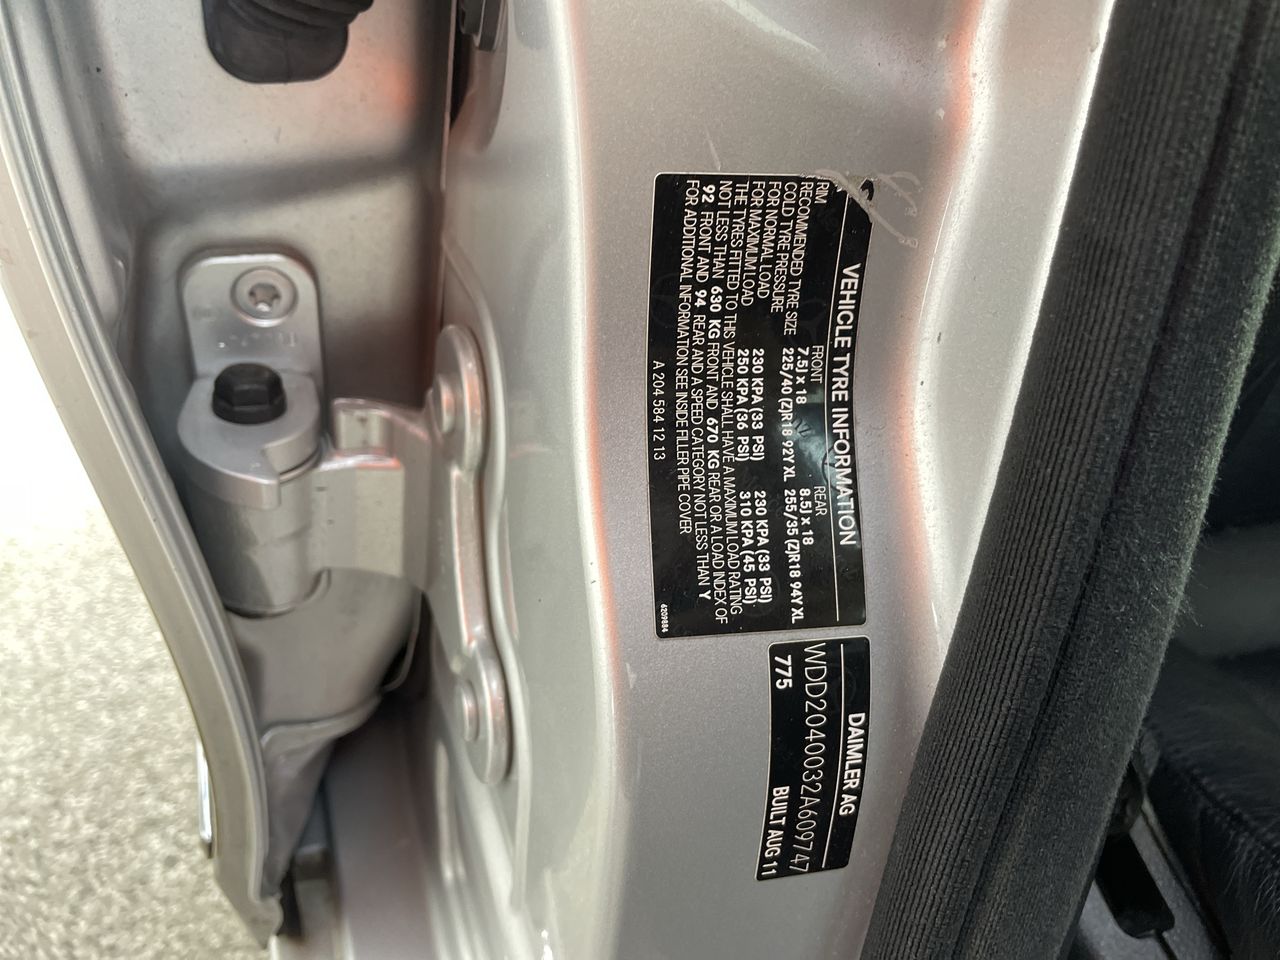 VEHICLE TYRE INFORMATION
FRONT REAR
RIM 7.5J x 18 8.5J x 18
RECOMMENDED TYRE SIZE 225/40 (Z)R18 92Y XL 255/35 (Z)R18 94Y XL
COLD TYRE PRESSURE
FOR NORMAL LOAD 230 KPA (33 PSI) 230 KPA (33 PSI)
FOR MAXIMUM LOAD 250 KPA (36 PSI) 310 KPA (45 PSI)
THE TYRES FITTED TO THIS VEHICLE SHALL HAVE A MAXIMUM LOAD RATING
NOT LESS THAN 630 KG FRONT AND 670 KG REAR OR A LOAD INDEX OF
92 FRONT AND 94 REAR AND A SPEED CATEGORY NOT LESS THAN Y
FOR ADDITIONAL INFORMATION SEE INSIDE FILLER PIPE COVER
A 204 584 12 13
6209884
DAIMLER AG
WDD2040032A609747
775 BUILT AUG 11